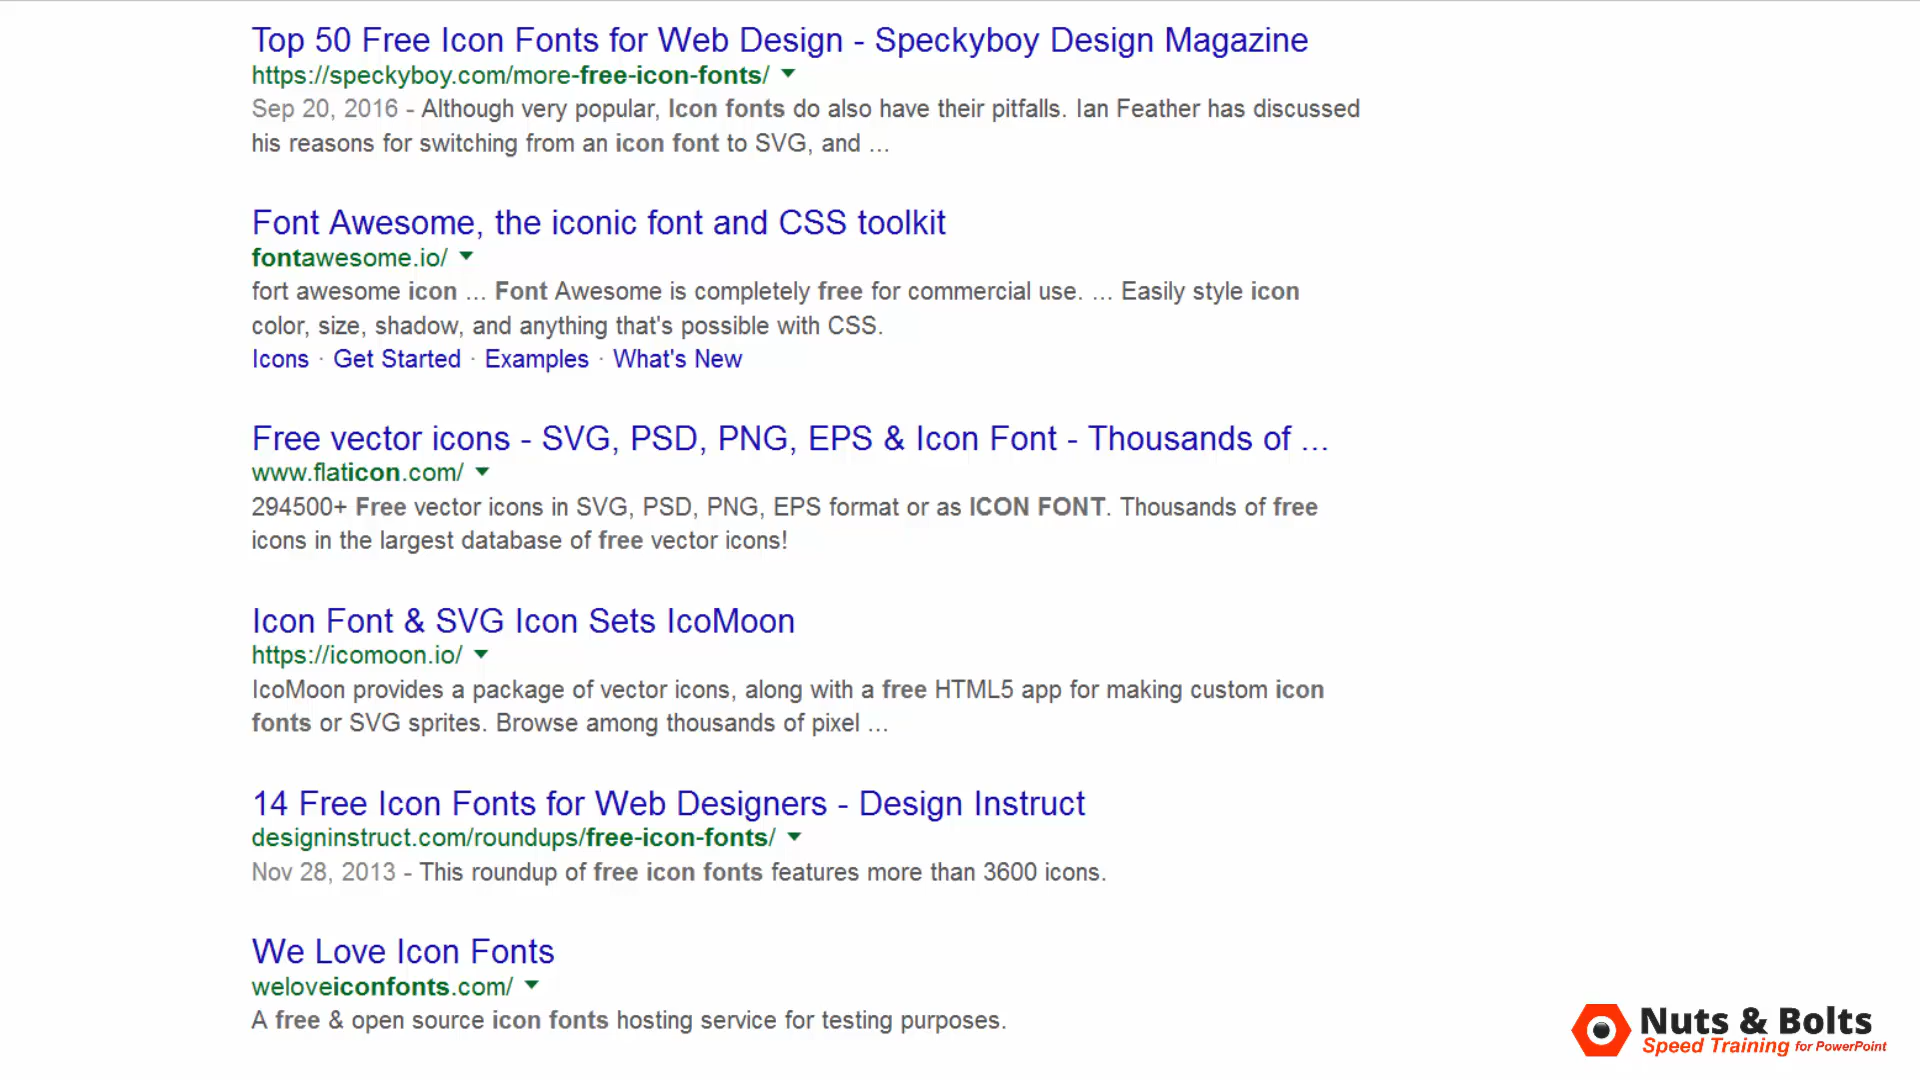 Top 50 Free Icon Fonts for Web Design - Speckyboy Design Magazine
https://speckyboy.com/more-free-icon-fonts/
Sep 20, 2016 - Although very popular, Icon fonts do also have their pitfalls. Ian Feather has discussed
his reasons for switching from an icon font to SVG, and ...
Font Awesome, the iconic font and CSS toolkit
fontawesome.io/
fort awesome icon ... Font Awesome is completely free for commercial use. ... Easily style icon
color, size, shadow, and anything that's possible with CSS.
Icons · Get Started · Examples · What's New
Free vector icons - SVG, PSD, PNG, EPS & Icon Font - Thousands of ...
www.flaticon.com/
294500+ Free vector icons in SVG, PSD, PNG, EPS format or as ICON FONT. Thousands of free
icons in the largest database of free vector icons!
Icon Font & SVG Icon Sets IcoMoon
https://icomoon.io/
IcoMoon provides a package of vector icons, along with a free HTML5 app for making custom icon
fonts or SVG sprites. Browse among thousands of pixel ...
14 Free Icon Fonts for Web Designers - Design Instruct
designinstruct.com/roundups/free-icon-fonts/
Nov 28, 2013 - This roundup of free icon fonts features more than 3600 icons.
We Love Icon Fonts
weloveiconfonts.com/
A free & open source icon fonts hosting service for testing purposes.
Nuts & Bolts
Speed Training for PowerPoint